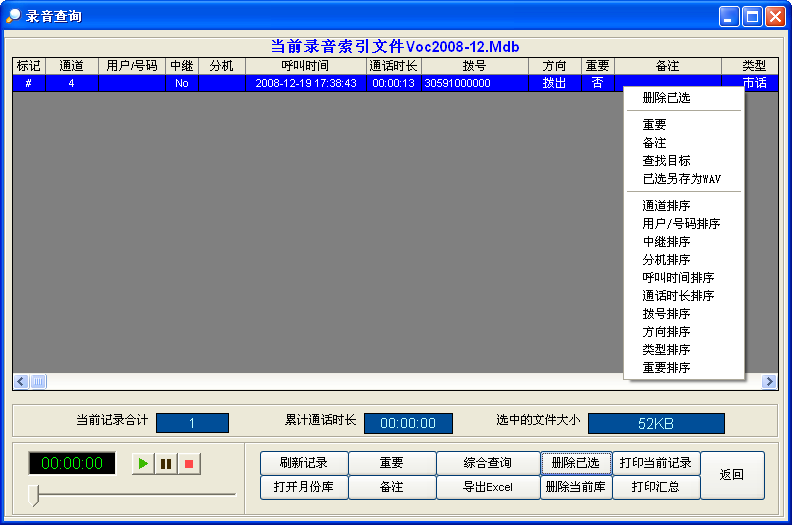 录音查询
当前录音索引文件Voc2008-12.Mdb
标记 通道 用户/号码 中继 分机 呼叫时间 通话时长 拨号 方向 重要 备注 类型
# 4 No 2008-12-19 17:38:43 00:00:13 30591000000 拨出 否 市话
删除已选
重要
备注
查找目标
已选另存为WAV
通道排序
用户/号码排序
中继排序
分机排序
呼叫时间排序
通话时长排序
拨号排序
方向排序
类型排序
重要排序
当前记录合计 1 累计通话时长 00:00:00 选中的文件大小 52KB
00:00:00
刷新记录 重要 综合查询 删除已选 打印当前记录 返回
打开月份库 备注 导出Excel 删除当前库 打印汇总